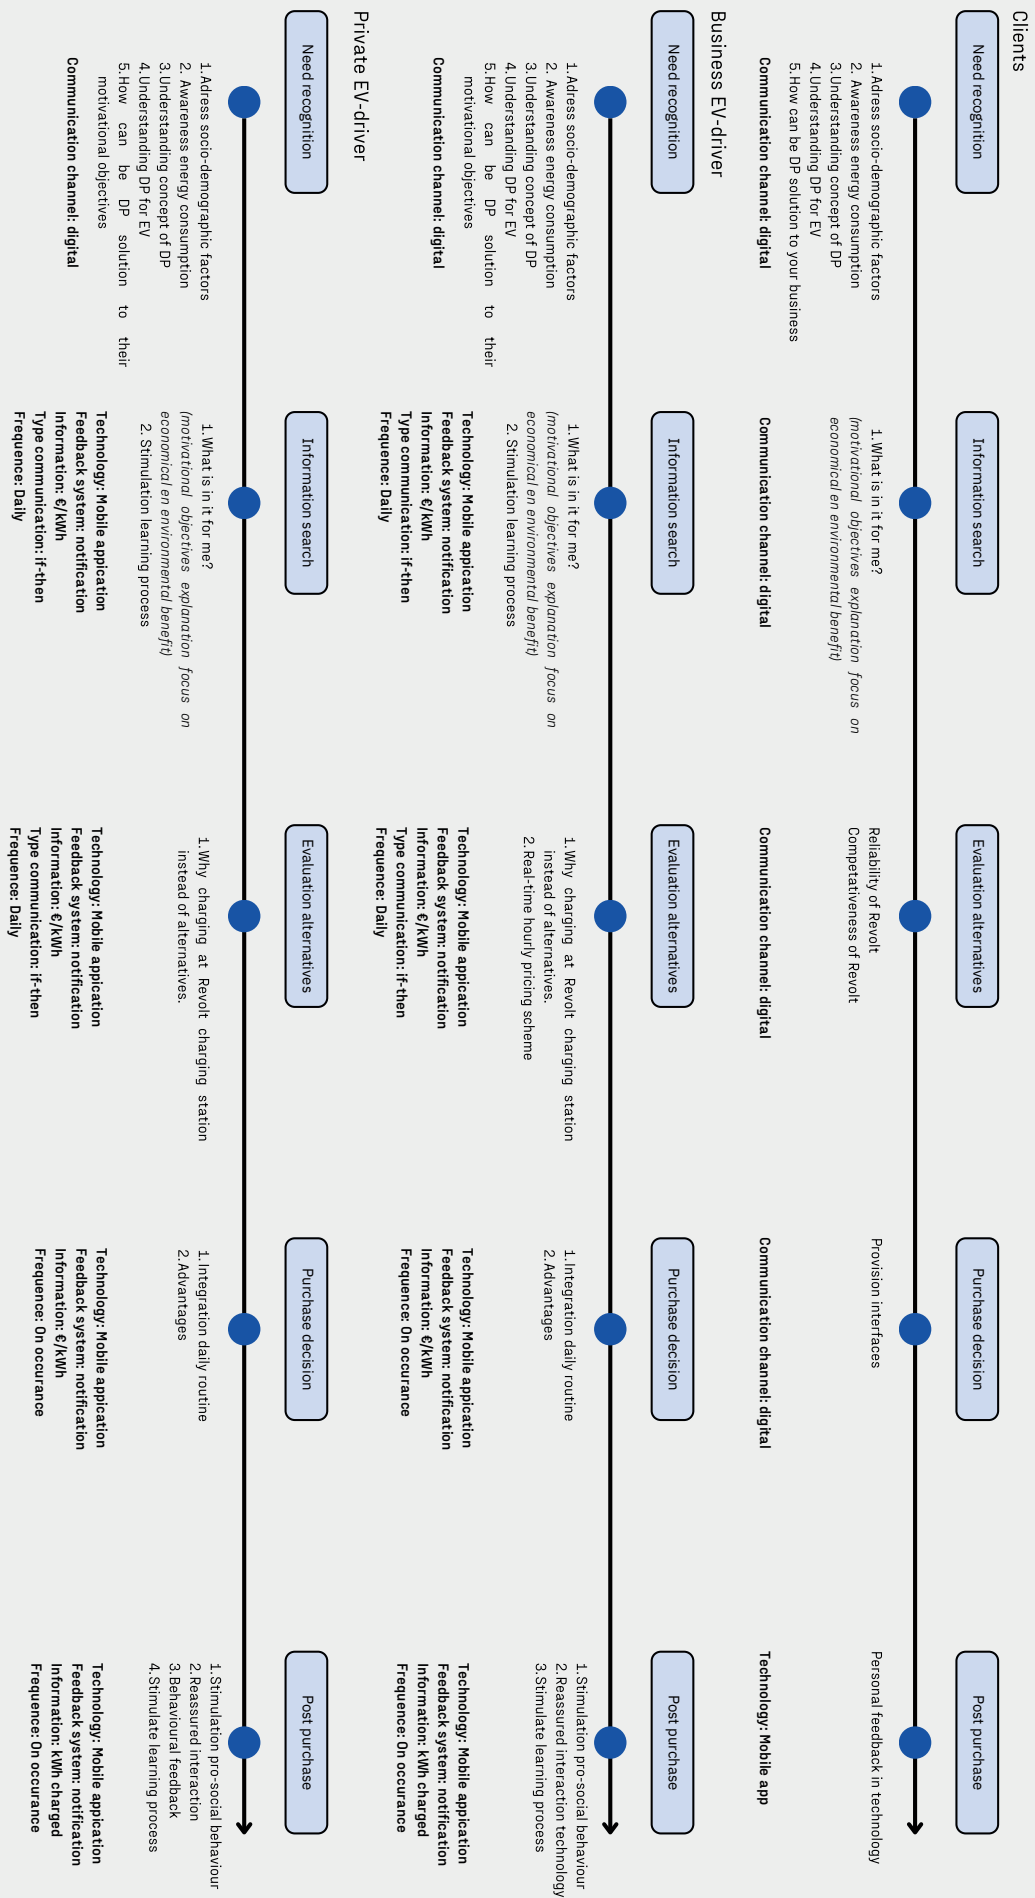 Clients
Need recognition
1. Adress socio-demographic factors
2. Awareness energy consumption
3. Understanding concept of DP
4. Understanding DP for EV
5. How can be DP solution to your business
Communication channel: digital
Information search
1. What is in it for me?
(motivational objectives explanation focus on
economical en environmental benefit)
Communication channel: digital
Evaluation alternatives
Reliability of Revolt
Competativeness of Revolt
Communication channel: digital
Purchase decision
Provision interfaces
Communication channel: digital
Post purchase
Personal feedback in technology
Technology: Mobile app
Business EV-driver
Need recognition
1. Adress socio-demographic factors
2. Awareness energy consumption
3. Understanding concept of DP
4. Understanding DP for EV
5. How can be DP solution to their
motivational objectives
Communication channel: digital
Information search
1. What is in it for me?
(motivational objectives explanation focus on
economical en environmental benefit)
2. Stimulation learning process
Technology: Mobile appication
Feedback system: notification
Information: €/kWh
Type communication: if-then
Frequence: Daily
Evaluation alternatives
1. Why charging at Revolt charging station
instead of alternatives.
2. Real-time hourly pricing scheme
Technology: Mobile appication
Feedback system: notification
Information: €/kWh
Type communication: if-then
Frequence: Daily
Purchase decision
1. Integration daily routine
2. Advantages
Technology: Mobile appication
Feedback system: notification
Information: €/kWh
Frequence: On occurance
Post purchase
1. Stimulation pro-social behaviour
2. Reassured interaction technology
3. Stimulate learning process
Technology: Mobile appication
Feedback system: notification
Information: kWh charged
Frequence: On occurance
Private EV-driver
Need recognition
1. Adress socio-demographic factors
2. Awareness energy consumption
3. Understanding concept of DP
4. Understanding DP for EV
5. How can be DP solution to their
motivational objectives
Communication channel: digital
Information search
1. What is in it for me?
(motivational objectives explanation focus on
economical en environmental benefit)
2. Stimulation learning process
Technology: Mobile appication
Feedback system: notification
Information: €/kWh
Type communication: if-then
Frequence: Daily
Evaluation alternatives
1. Why charging at Revolt charging station
instead of alternatives.
Technology: Mobile appication
Feedback system: notification
Information: €/kWh
Type communication: if-then
Frequence: Daily
Purchase decision
1. Integration daily routine
2. Advantages
Technology: Mobile appication
Feedback system: notification
Information: €/kWh
Frequence: On occurance
Post purchase
1. Stimulation pro-social behaviour
2. Reassured interaction
3. Behavioural feedback
4. Stimulate learning process
Technology: Mobile appication
Feedback system: notification
Information: kWh charged
Frequence: On occurance